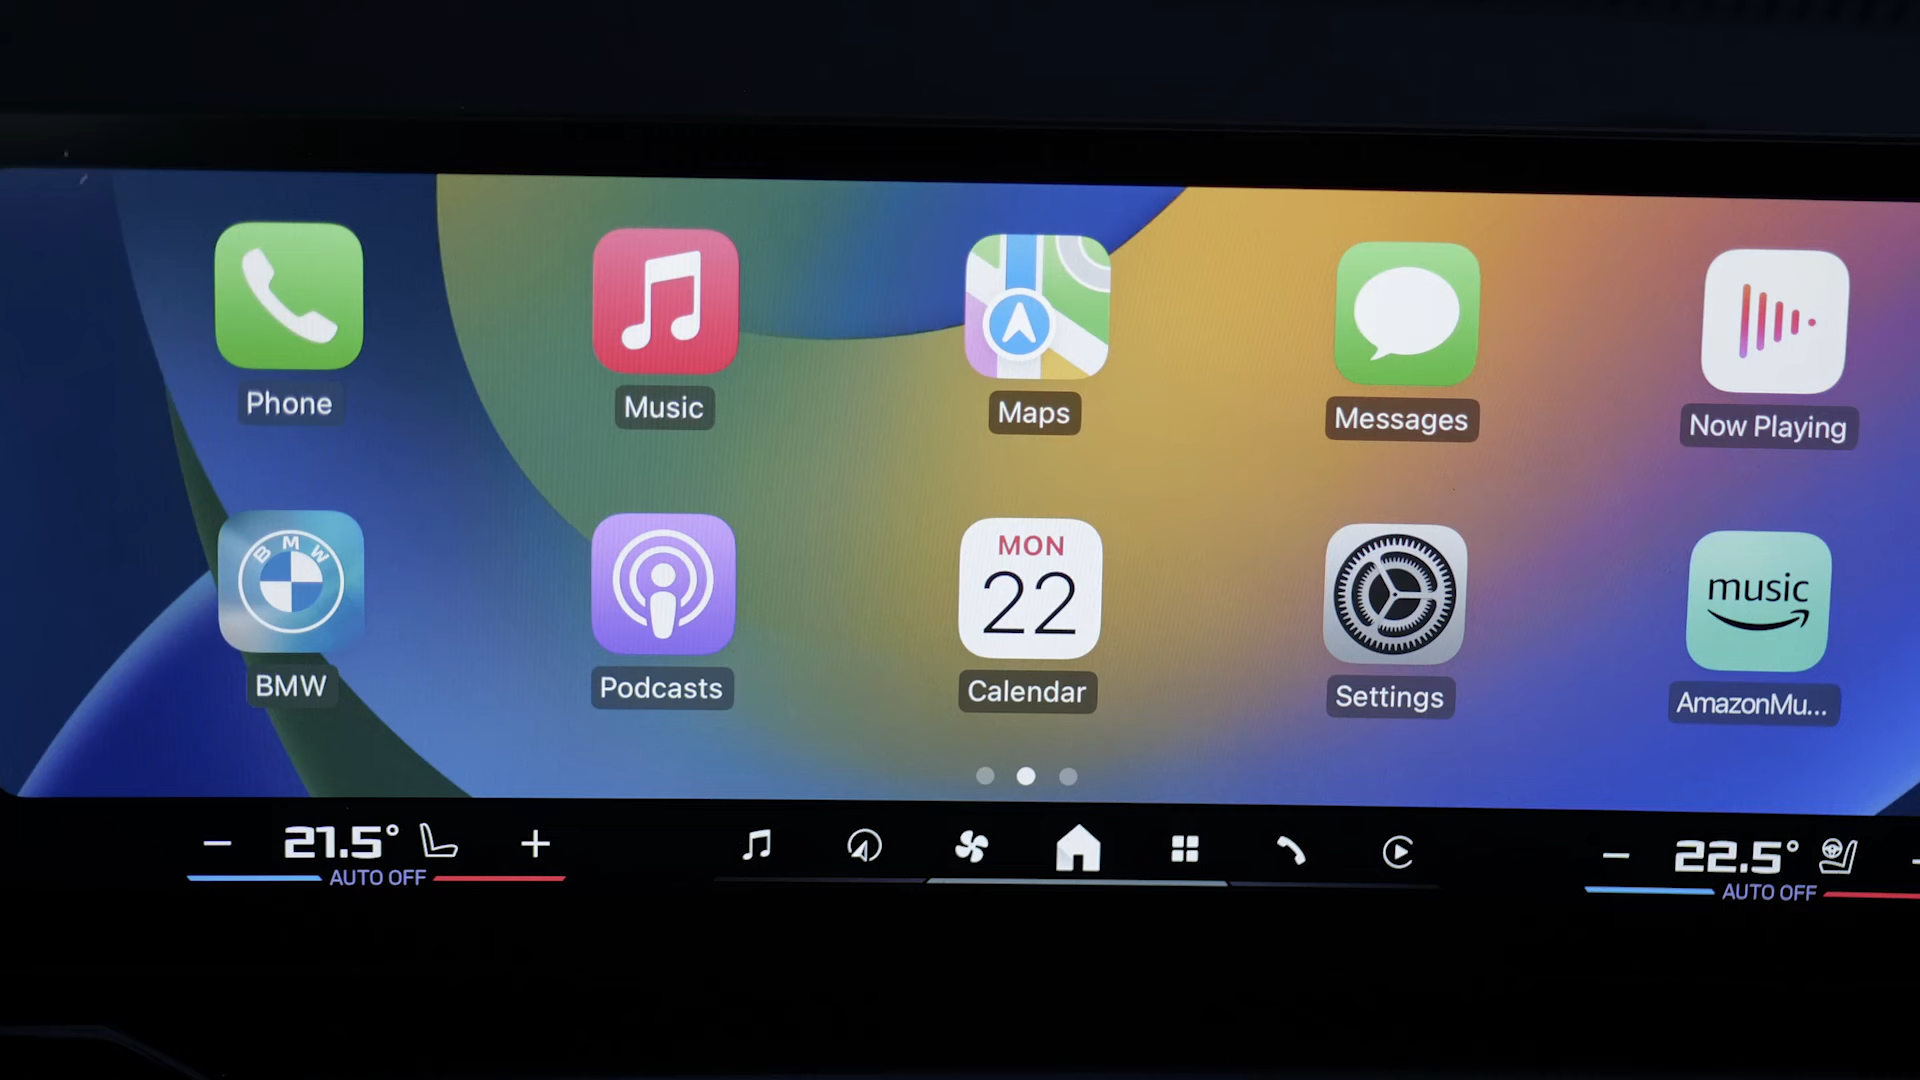 Phone
Music
Maps
Messages
Now Playing
BMW
MON
22
music
BMW
Podcasts
Calendar
Settings
AmazonMu...
− 21.5° +
AUTO OFF
− 22.5°
AUTO OFF